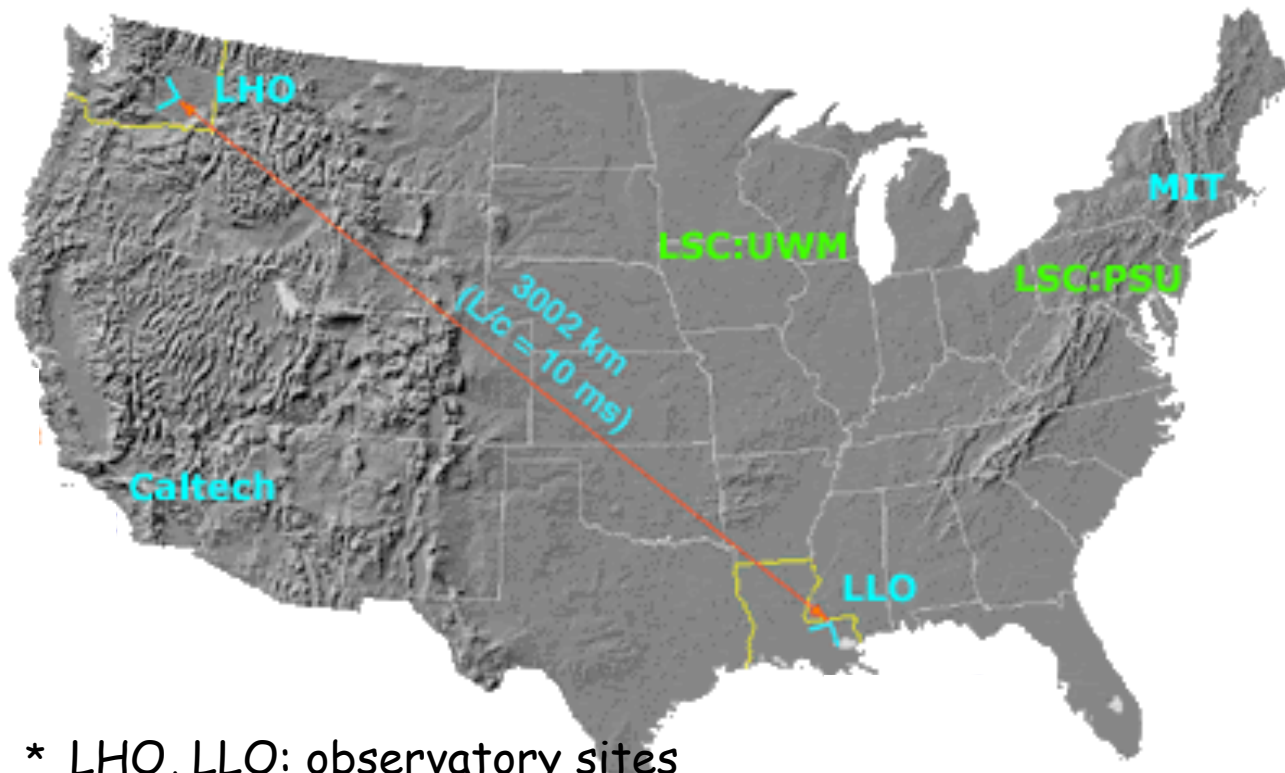 LHO
MIT
LSC:UWM
LSC:PSU
3002 km
(L/c = 10 ms)
Caltech
LLO
* LHO, LLO: observatory sites